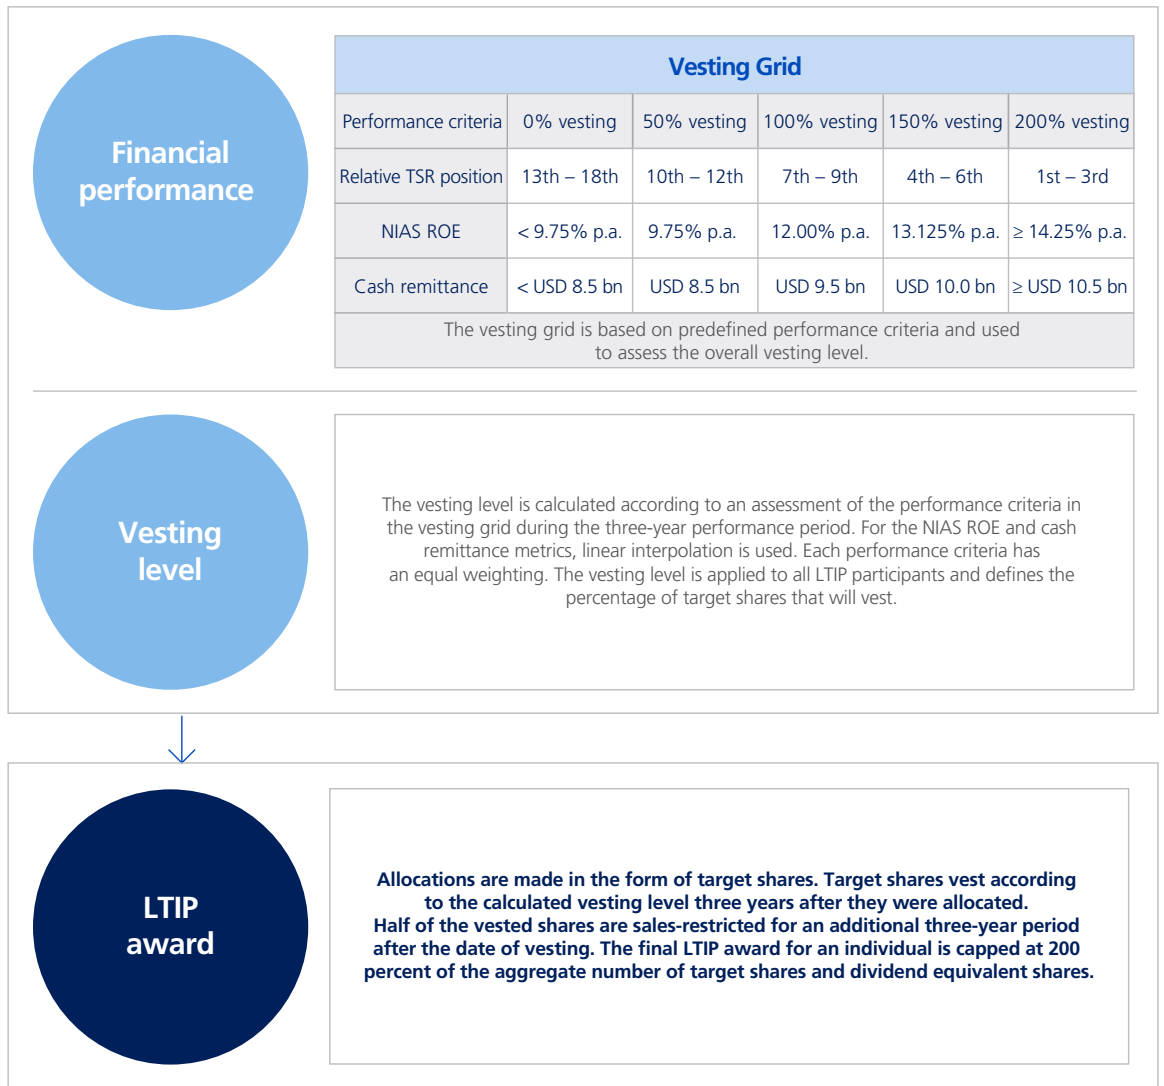 Financial
performance
Vesting Grid
Performance criteria 0% vesting 50% vesting 100% vesting 150% vesting 200% vesting
Relative TSR position 13th – 18th 10th – 12th 7th – 9th 4th – 6th 1st – 3rd
NIAS ROE < 9.75% p.a. 9.75% p.a. 12.00% p.a. 13.125% p.a. ≥ 14.25% p.a.
Cash remittance < USD 8.5 bn USD 8.5 bn USD 9.5 bn USD 10.0 bn ≥ USD 10.5 bn
The vesting grid is based on predefined performance criteria and used
to assess the overall vesting level.
Vesting
level
The vesting level is calculated according to an assessment of the performance criteria in
the vesting grid during the three-year performance period. For the NIAS ROE and cash
remittance metrics, linear interpolation is used. Each performance criteria has
an equal weighting. The vesting level is applied to all LTIP participants and defines the
percentage of target shares that will vest.
LTIP
award
Allocations are made in the form of target shares. Target shares vest according
to the calculated vesting level three years after they were allocated.
Half of the vested shares are sales-restricted for an additional three-year period
after the date of vesting. The final LTIP award for an individual is capped at 200
percent of the aggregate number of target shares and dividend equivalent shares.